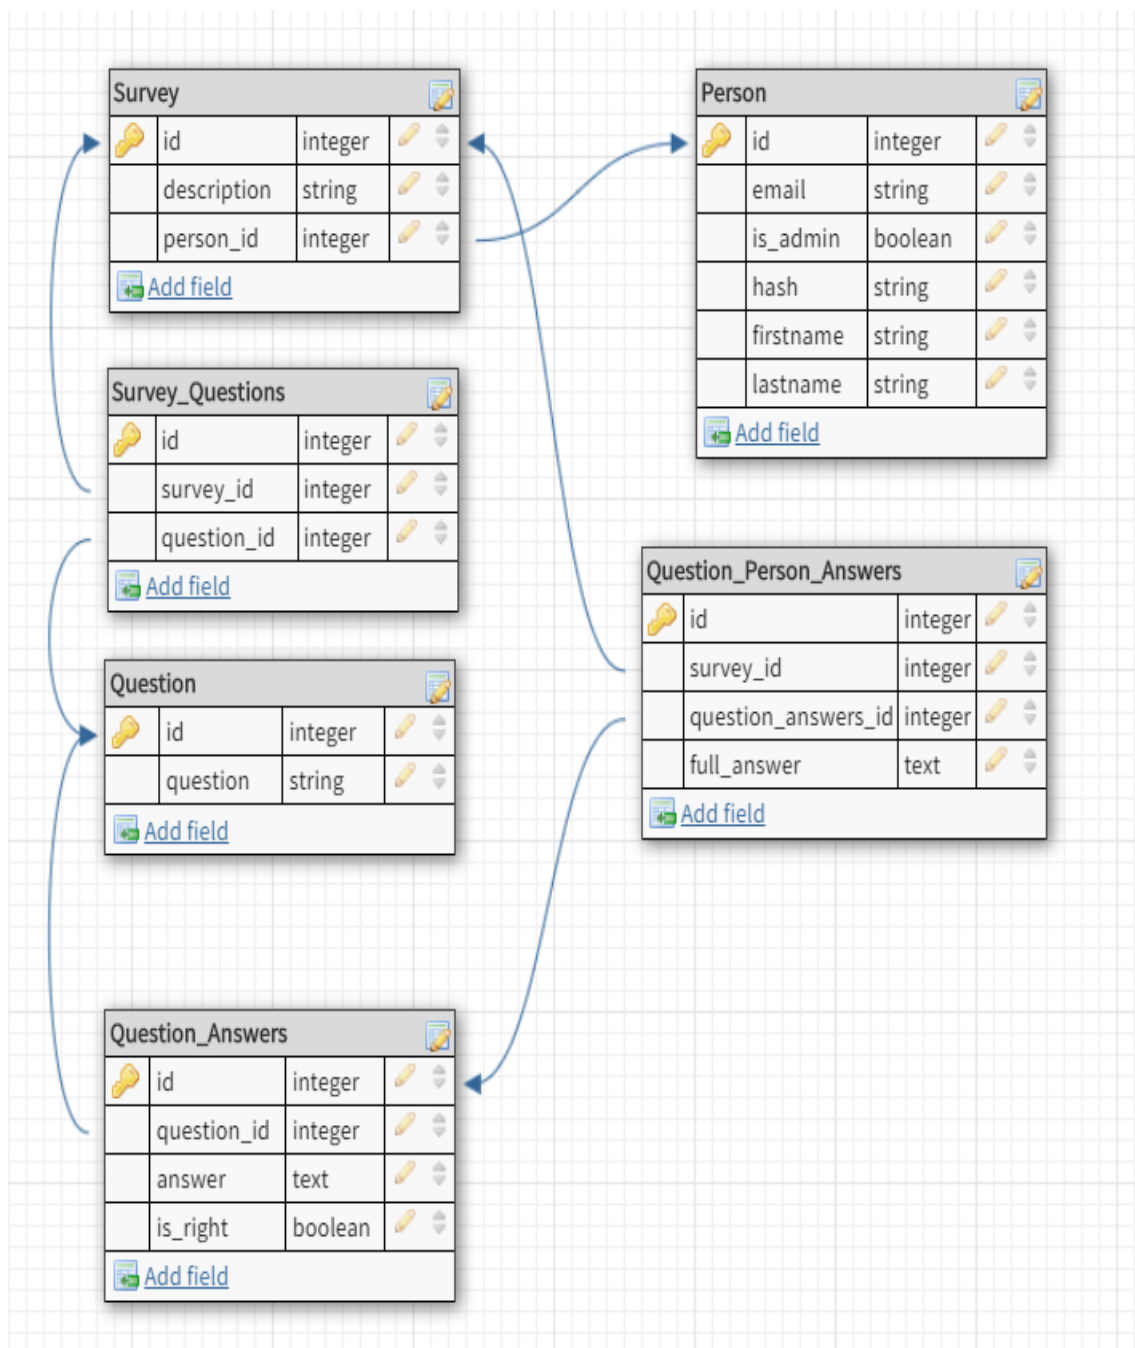 Survey
id integer
description string
person_id integer
Add field
Person
id integer
email string
is_admin boolean
hash string
firstname string
lastname string
Add field
Survey_Questions
id integer
survey_id integer
question_id integer
Add field
Question_Person_Answers
id integer
survey_id integer
question_answers_id integer
full_answer text
Add field
Question
id integer
question string
Add field
Question_Answers
id integer
question_id integer
answer text
is_right boolean
Add field